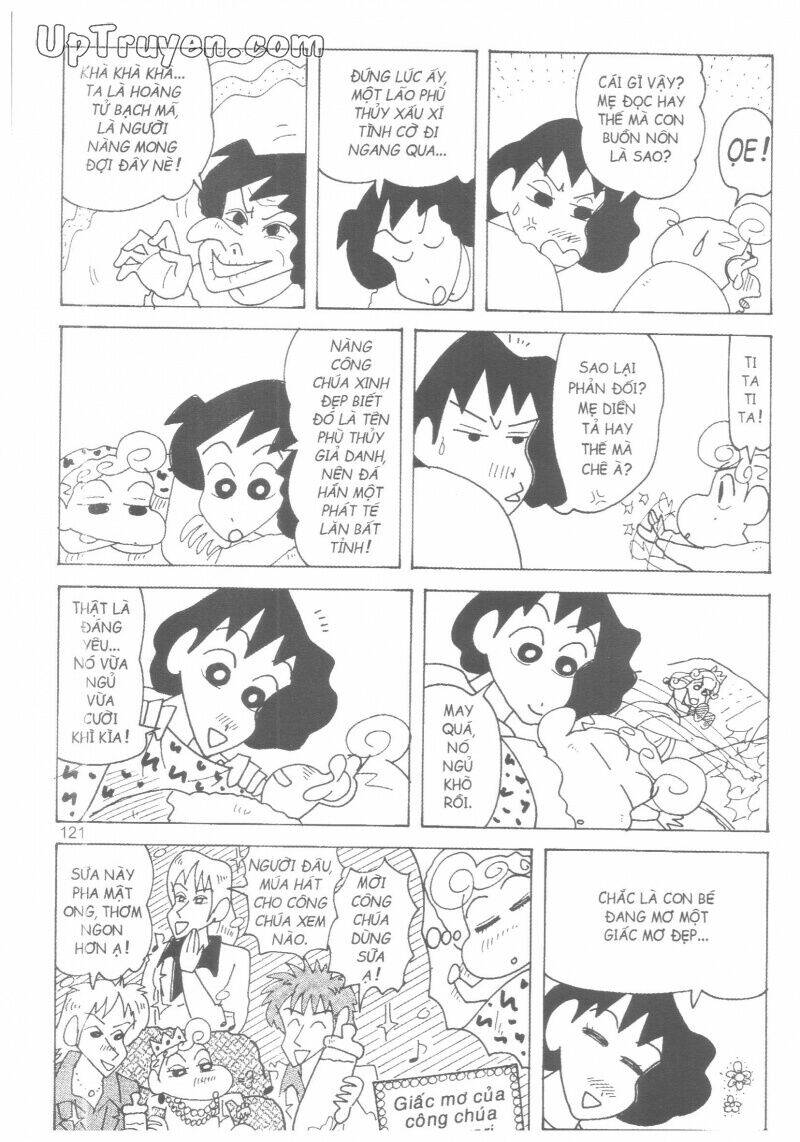 UpTruyen.com
ỌE!
CÁI GÌ VẬY?
MẸ ĐỌC HAY
THẾ MÀ CON
BUỒN NÔN
LÀ SAO?
ĐỨNG LÚC ẤY,
MỘT LÃO PHÙ
THỦY XẤU XÍ
TÌNH CỜ ĐI
NGANG QUA...
KHÀ KHÀ KHÀ...
TA LÀ HOÀNG
TỬ BẠCH MÃ,
LÀ NGƯỜI
NÀNG MONG
ĐỢI ĐÂY NÈ!
TI
TA
TI
TA!
SAO LẠI
PHẢN ĐỐI?
MẸ DIỄN
TẢ HAY
THẾ MÀ
CHÊ À?
NÀNG
CÔNG
CHÚA XINH
ĐẸP BIẾT
ĐÓ LÀ TÊN
PHÙ THỦY
GIẢ DANH,
NÊN ĐÁ
HẮN MỘT
PHÁT TÉ
LĂN BẤT
TỈNH!
MAY
QUÁ,
NÓ
NGỦ
KHÒ
RỒI.
THẬT LÀ
ĐÁNG
YÊU...
NÓ VỪA
NGỦ
VỪA
CƯỜI
KHÌ KÌA!
121
CHẮC LÀ CON BÉ
ĐANG MƠ MỘT
GIẤC MƠ ĐẸP...
MỜI
CÔNG
CHÚA
DÙNG
SỮA
Ạ!
NGƯỜI ĐÂU,
MÚA HÁT
CHO CÔNG
CHÚA XEM
NÀO.
SỮA NÀY
PHA MẬT
ONG, THƠM
NGON
HƠN Ạ!
Giấc mơ của
công chúa